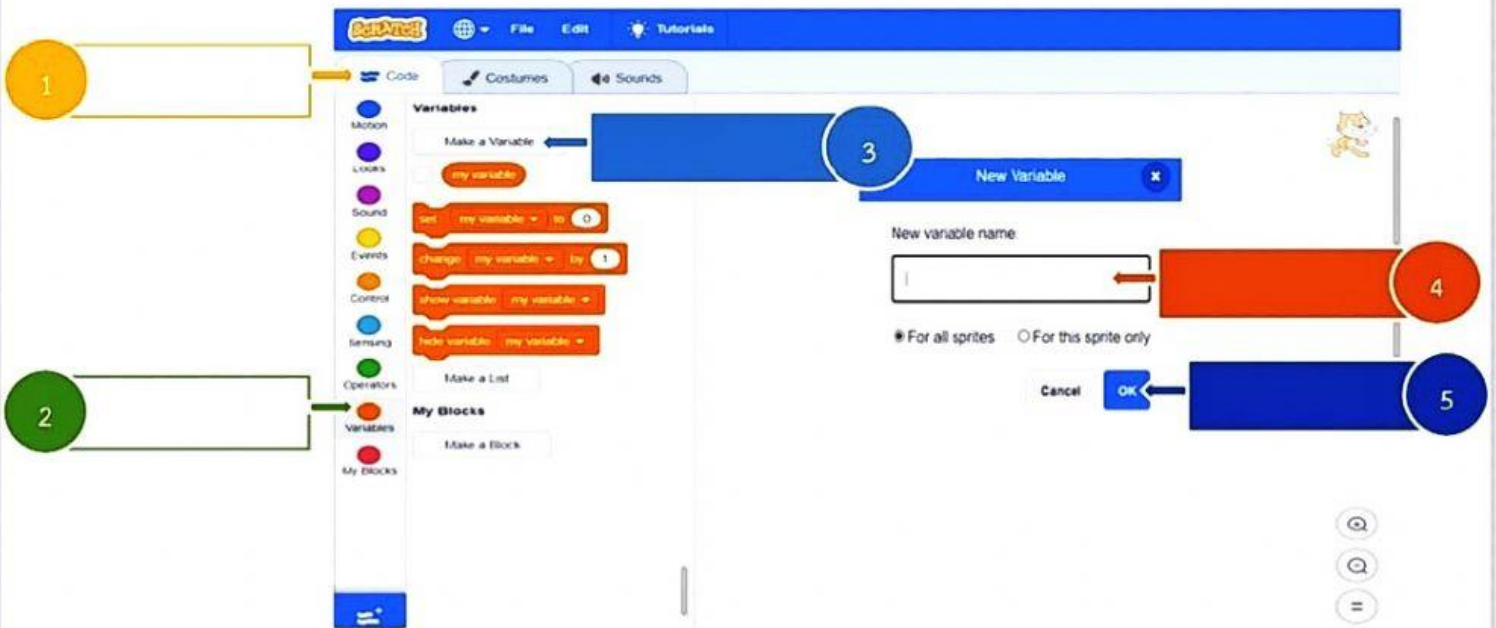 SCRATCH File Edit Tutorials
1
Code Costumes Sounds
Motion
Looks
Sound
Events
Control
Sensing
Operators
Variables
My Blocks
2
Variables
Make a Variable
my variable
set my variable to 0
change my variable by 1
show variable my variable
hide variable my variable
Make a List
My Blocks
Make a Block
3
New Variable
New variable name:
For all sprites For this sprite only
Cancel OK
4
5